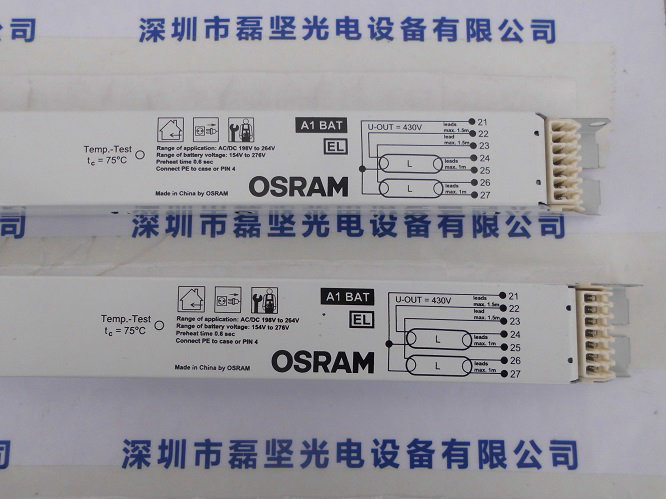 司
深圳市磊坚光电设备有限公司
Temp.-Test
tc = 75°C
Range of application: AC/DC 198V to 264V
Range of battery voltage: 154V to 276V
Preheat time 0.6 sec
Connect PE to case or PIN 4
Made in China by OSRAM
A1 BAT
EL
OSRAM
U-OUT = 430V
leads
max. 1.5m
lead
max. 1.5m
leads
max. 1m
leads
max. 1m
L
L
21
22
23
24
25
26
27
司
深圳市磊坚光电设备有限公司
Temp.-Test
tc = 75°C
Range of application: AC/DC 198V to 264V
Range of battery voltage: 154V to 276V
Preheat time 0.6 sec
Connect PE to case or PIN 4
Made in China by OSRAM
A1 BAT
EL
OSRAM
U-OUT = 430V
leads
max. 1.5m
lead
max. 1.5m
leads
max. 1m
leads
max. 1m
L
L
21
22
23
24
25
26
27
司
深圳市磊坚光电设备有限公司